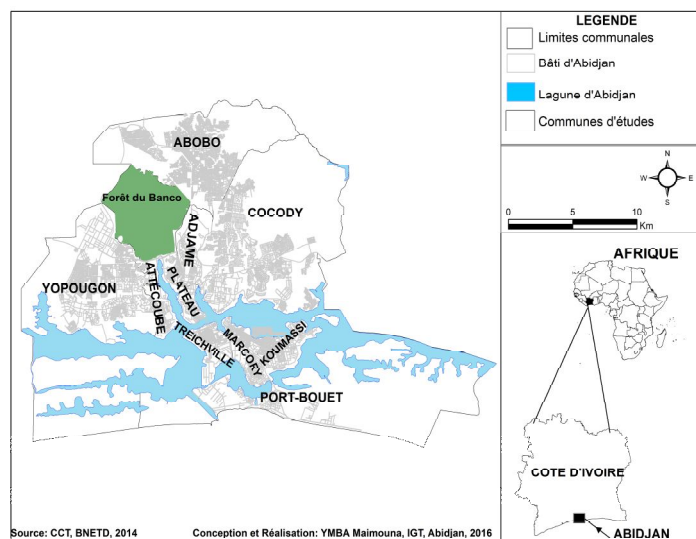 LEGENDE
Limites communales
Bâti d'Abidjan
Lagune d'Abidjan
Communes d'études
N
W E
S
0 5 10
Km
ABOBO
Forêt du Banco
COCODY
ADJAME
YOPOUGON
ATTECOUBE
PLATEAU
TREICHVILLE
MARCORY
KOUMASSI
PORT-BOUET
AFRIQUE
COTE D'IVOIRE
ABIDJAN
Source: CCT, BNETD, 2014
Conception et Réalisation: YMBA Maimouna, IGT, Abidjan, 2016